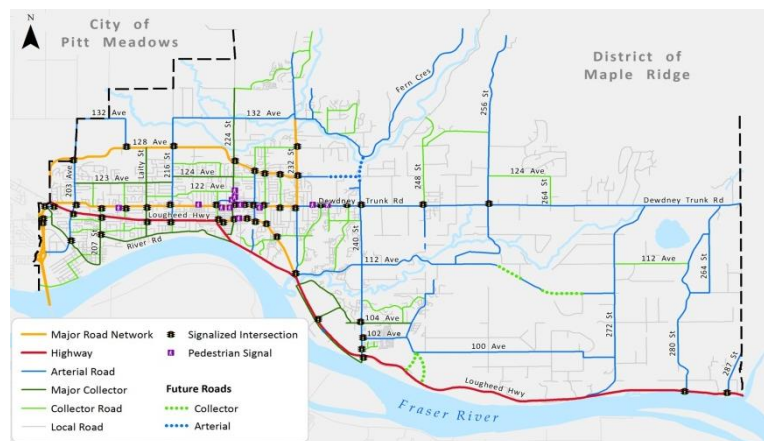 City of
Pitt Meadows
N
District of
Maple Ridge
Fern Cres
256 St
132 Ave
132 Ave
224 St
128 Ave
Laity St
216 St
232 St
203 Ave
123 Ave
124 Ave
122 Ave
248 St
124 Ave
264 St
Dewdney Trunk Rd
Dewdney Trunk Rd
Lougheed Hwy
207 St
River Rd
240 St
112 Ave
112 Ave
264 St
272 St
280 St
287 St
104 Ave
102 Ave
100 Ave
Lougheed Hwy
Fraser River
Major Road Network
Highway
Arterial Road
Major Collector
Collector Road
Local Road
Signalized Intersection
Pedestrian Signal
Future Roads
Collector
Arterial